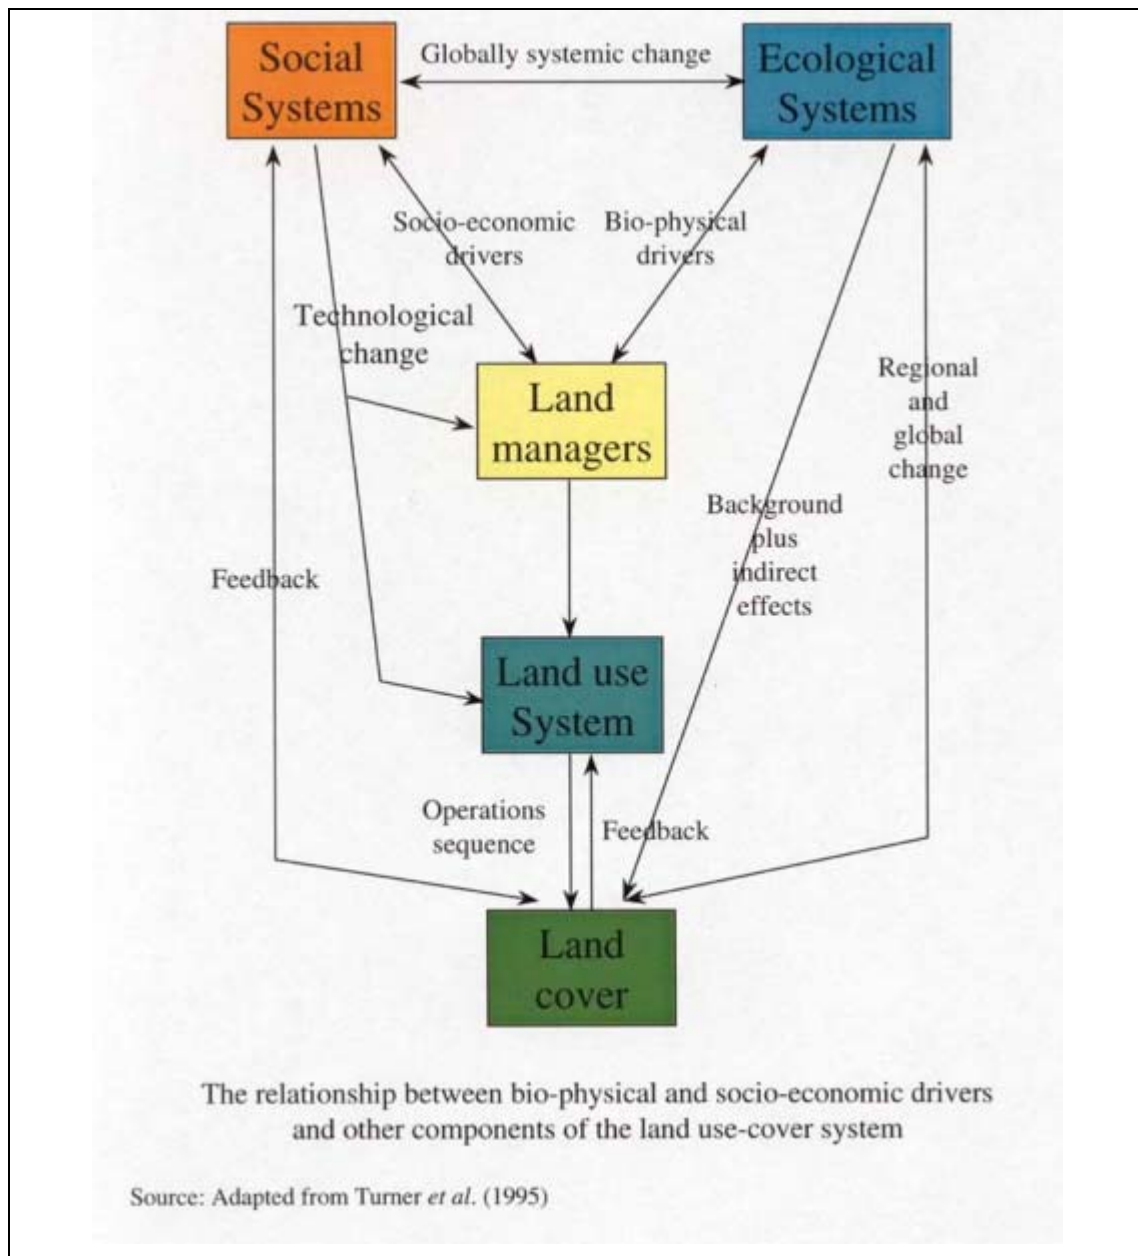 Social
Systems
Globally systemic change
Ecological
Systems
Socio-economic
drivers
Bio-physical
drivers
Technological
change
Land
managers
Regional
and
global
change
Background
plus
indirect
effects
Feedback
Land use
System
Operations
sequence
Feedback
Land
cover
The relationship between bio-physical and socio-economic drivers
and other components of the land use-cover system
Source: Adapted from Turner et al. (1995)